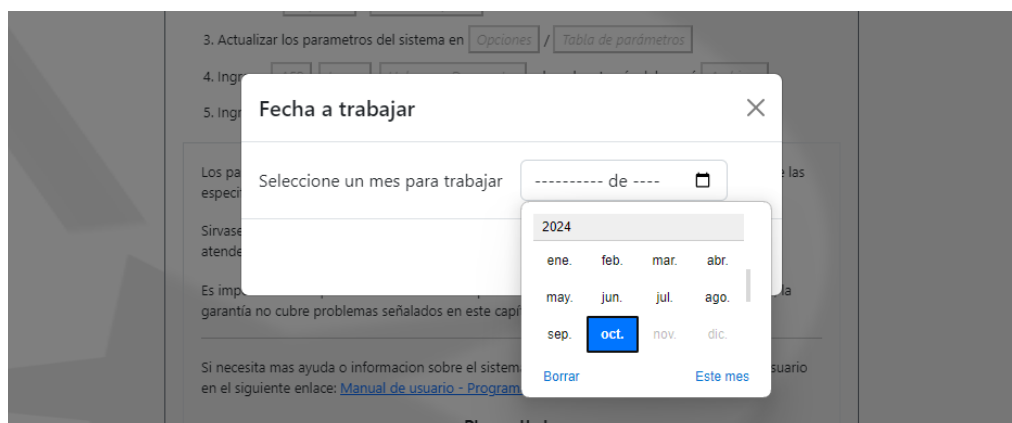 3. Actualizar los parametros del sistema en Opciones / Tabla de parámetros
4. Ingr
5. Ingr
Fecha a trabajar
Los pa
las
especi
Seleccione un mes para trabajar ---------- de ----
Sirvase
atende
2024
ene. feb. mar. abr.
may. jun. jul. ago.
sep. oct. nov. dic.
Borrar Este mes
Es imp
la
garantía no cubre problemas señalados en este capí
Si necesita mas ayuda o informacion sobre el sistem
suario
en el siguiente enlace: Manual de usuario - Program